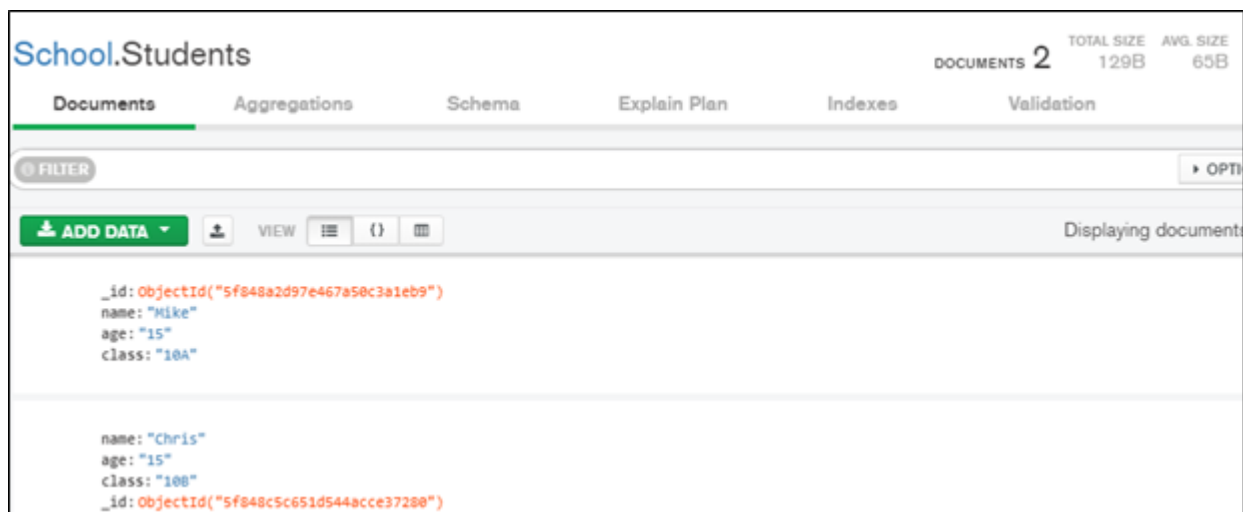 School.Students
DOCUMENTS 2 TOTAL SIZE 129B AVG. SIZE 65B
Documents Aggregations Schema Explain Plan Indexes Validation
FILTER OPTI
ADD DATA VIEW {} Displaying documents
_id: ObjectId("5f848a2d97e467a50c3a1eb9")
name: "Mike"
age: "15"
class: "10A"
name: "Chris"
age: "15"
class: "10B"
_id: ObjectId("5f848c5c651d544acce37280")